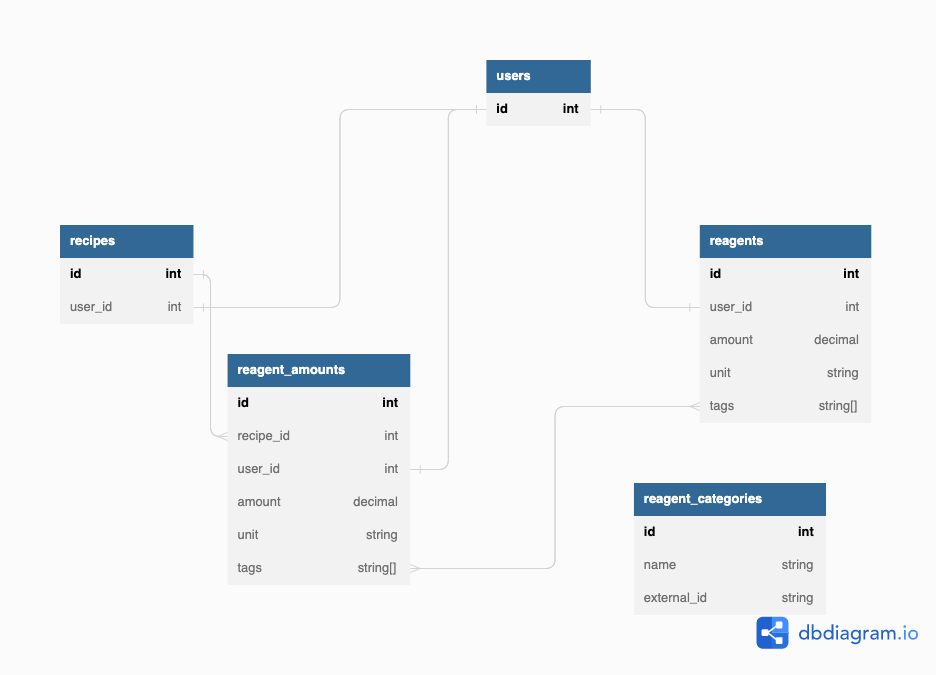 users
id int
recipes
id int
user_id int
reagents
id int
user_id int
amount decimal
unit string
tags string[]
reagent_amounts
id int
recipe_id int
user_id int
amount decimal
unit string
tags string[]
reagent_categories
id int
name string
external_id string
dbdiagram.io